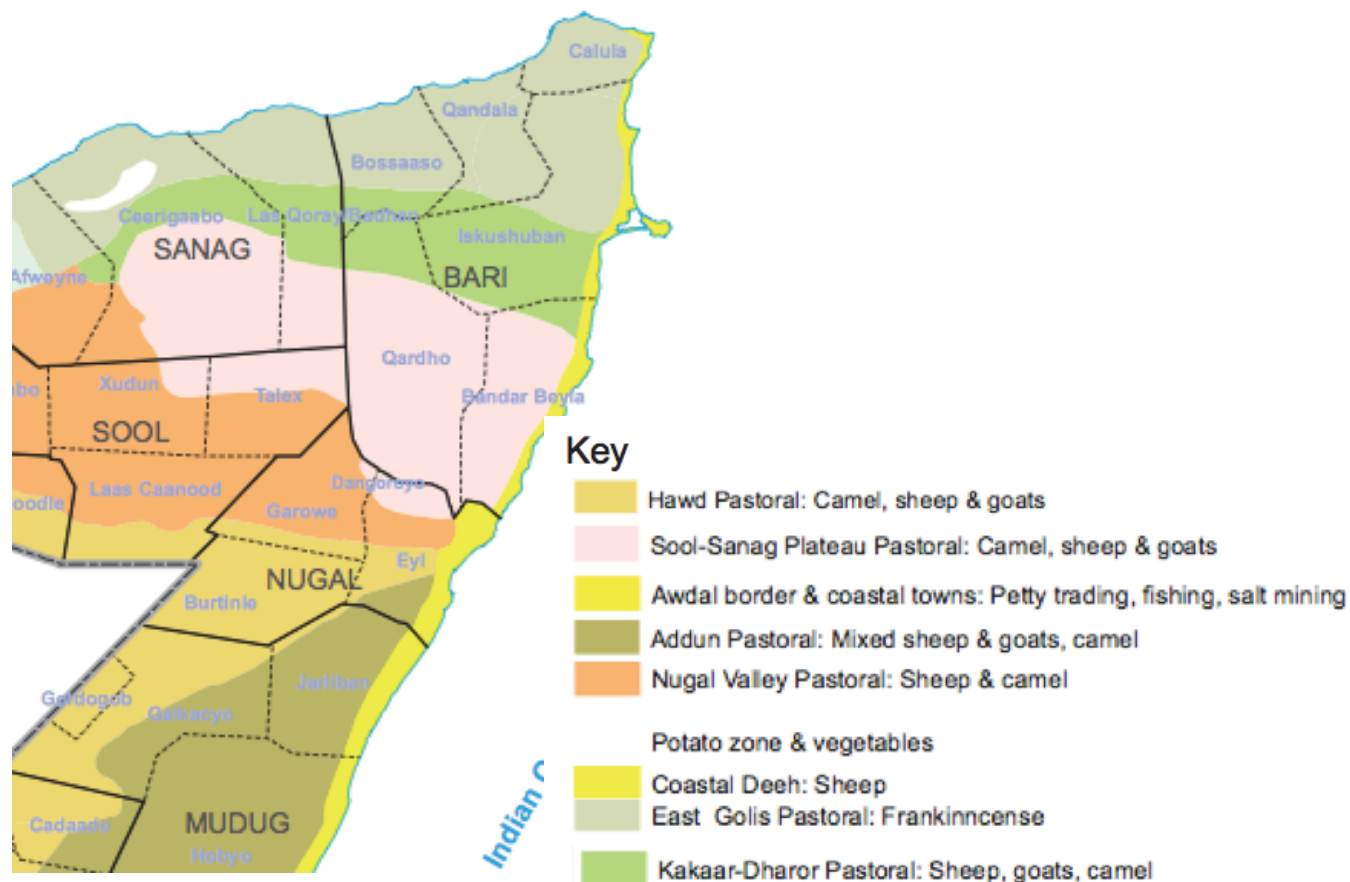 Calula
Qandala
Bossaaso
Ceerigaabo
Las Qoray/Badhan
Iskushuban
SANAG
BARI
Afweyne
Qardho
Xudun
Talex
Bandar Beyla
SOOL
Dangoroyo
Laas Caanood
oodle
Garowe
Eyl
NUGAL
Burtinle
Jarliban
Galkacyo
MUDUG
Cadaado
Hobyo
Indian
Key
Hawd Pastoral: Camel, sheep & goats
Sool-Sanag Plateau Pastoral: Camel, sheep & goats
Awdal border & coastal towns: Petty trading, fishing, salt mining
Addun Pastoral: Mixed sheep & goats, camel
Nugal Valley Pastoral: Sheep & camel
Potato zone & vegetables
Coastal Deeh: Sheep
East Golis Pastoral: Frankinncense
Kakaar-Dharor Pastoral: Sheep, goats, camel